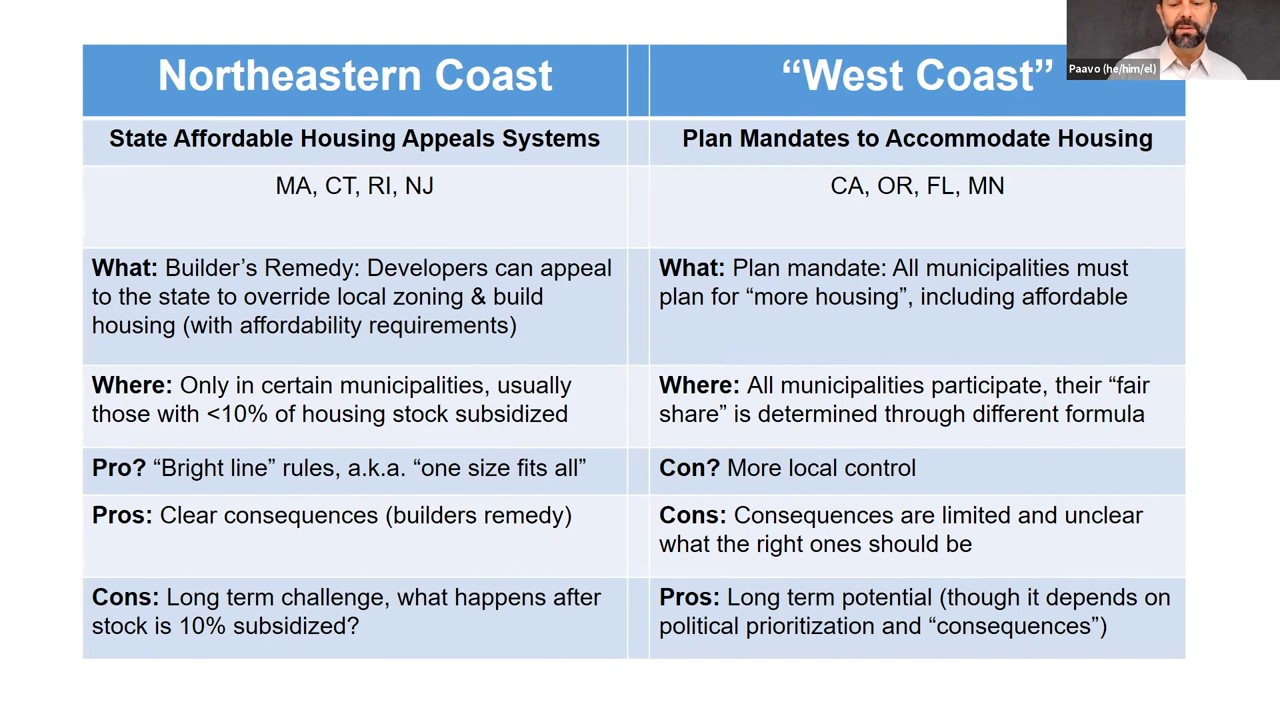 Northeastern Coast
“West Coast”
Paavo (he/him/el)
State Affordable Housing Appeals Systems
Plan Mandates to Accommodate Housing
MA, CT, RI, NJ
CA, OR, FL, MN
What: Builder’s Remedy: Developers can appeal
to the state to override local zoning & build
housing (with affordability requirements)
What: Plan mandate: All municipalities must
plan for “more housing”, including affordable
Where: Only in certain municipalities, usually
those with <10% of housing stock subsidized
Where: All municipalities participate, their “fair
share” is determined through different formula
Pro? “Bright line” rules, a.k.a. “one size fits all”
Con? More local control
Pros: Clear consequences (builders remedy)
Cons: Consequences are limited and unclear
what the right ones should be
Cons: Long term challenge, what happens after
stock is 10% subsidized?
Pros: Long term potential (though it depends on
political prioritization and “consequences”)